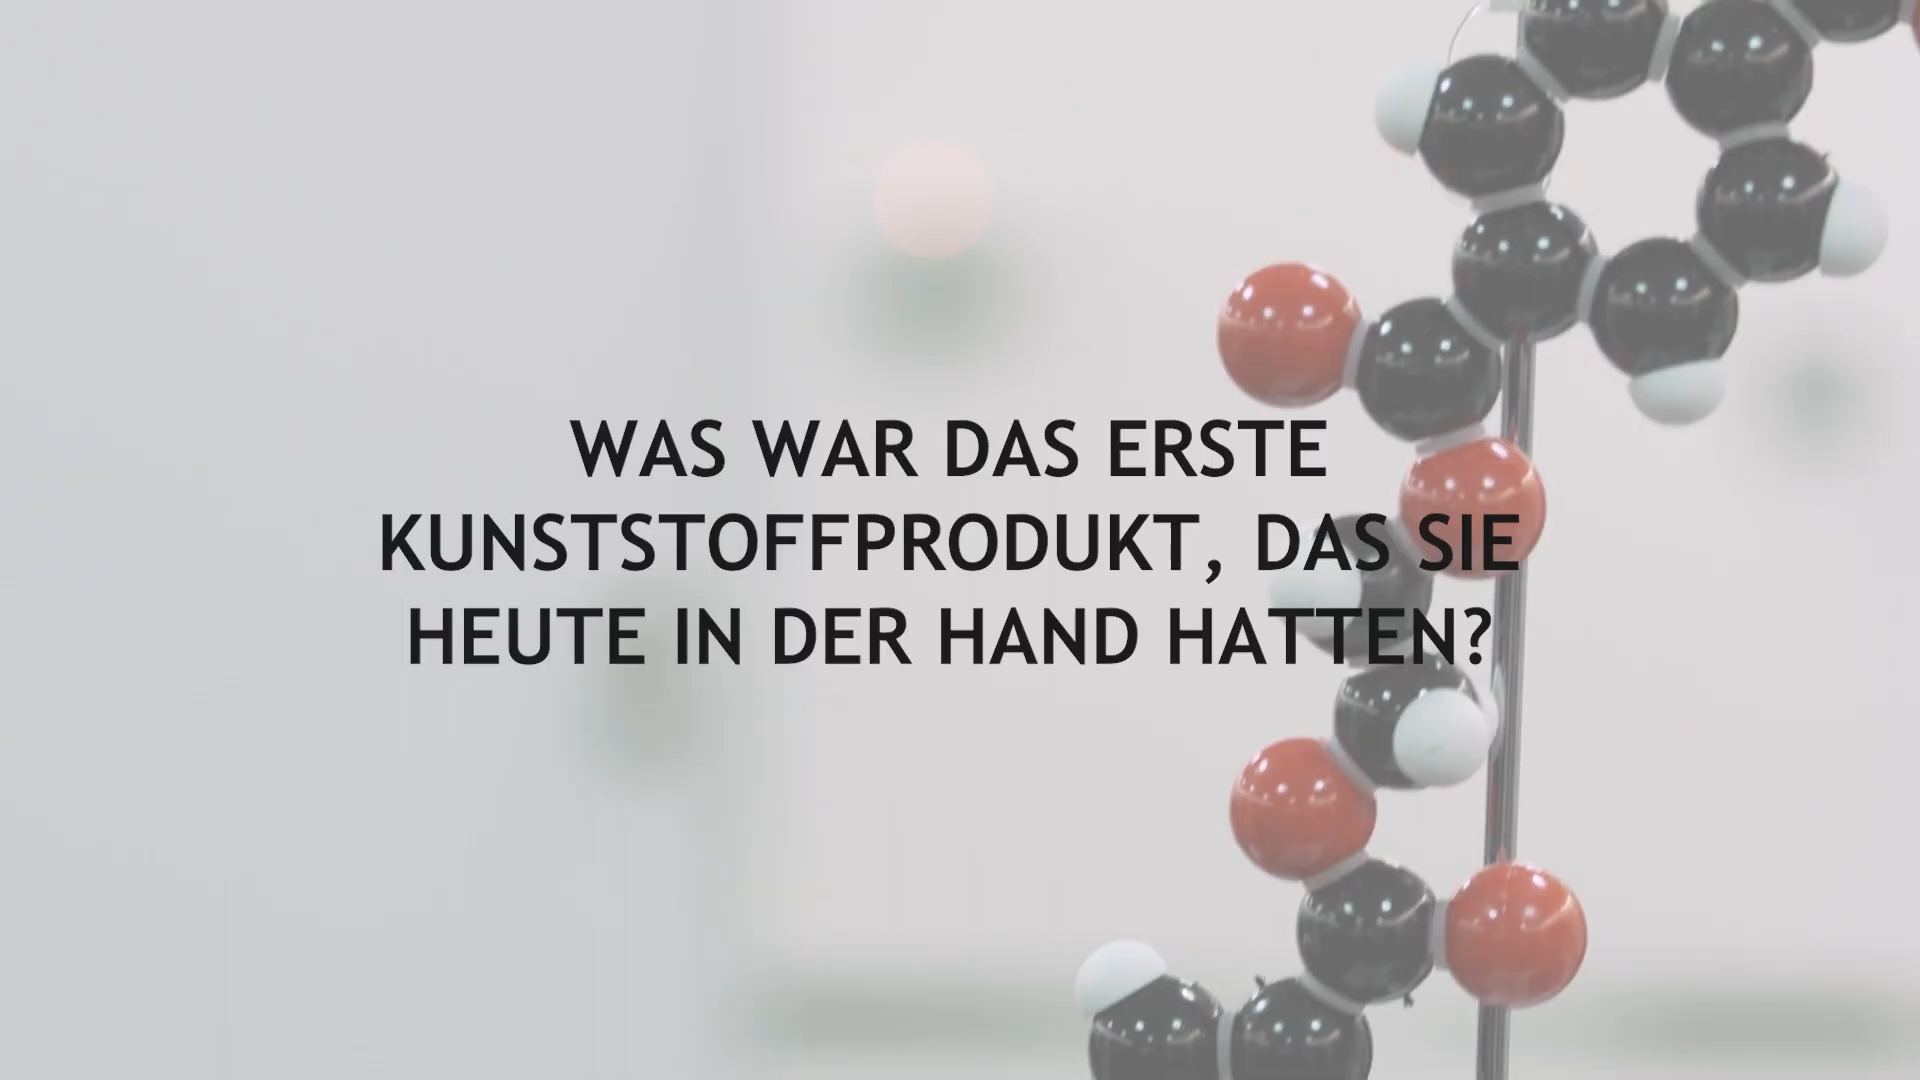 WAS WAR DAS ERSTE
KUNSTSTOFFPRODUKT, DAS SIE
HEUTE IN DER HAND HATTEN?